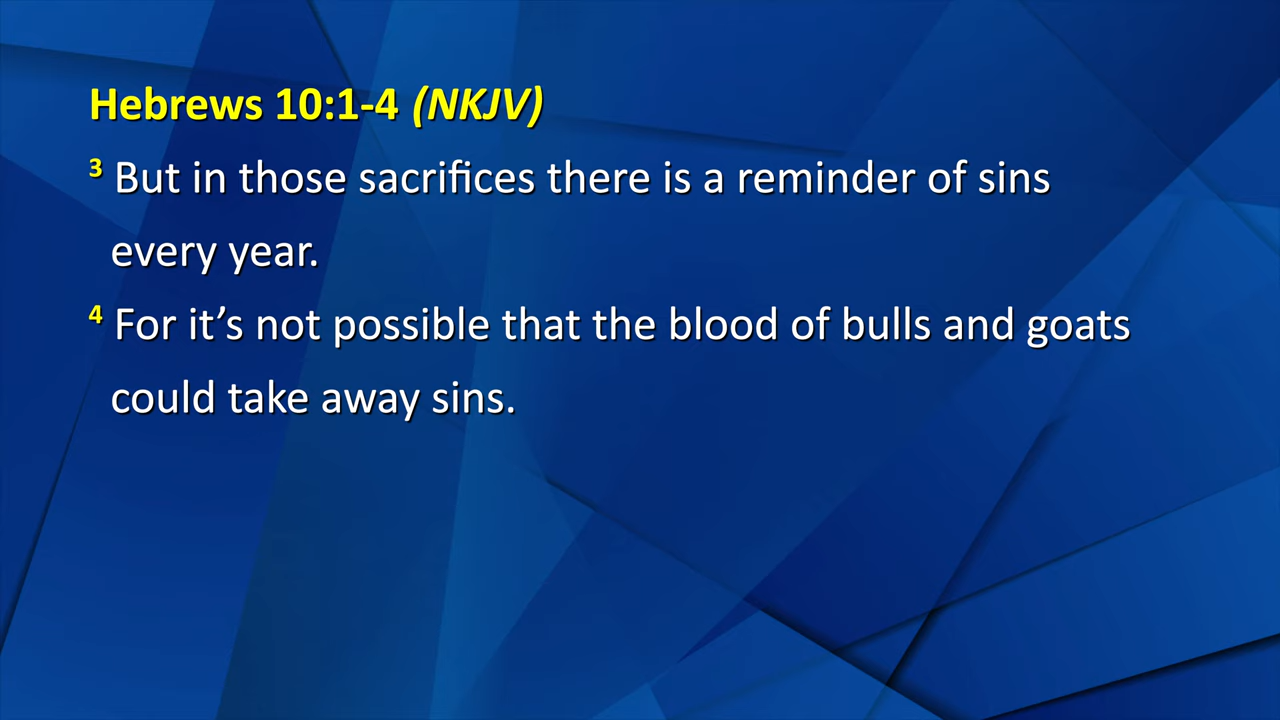 Hebrews 10:1-4 (NKJV)
3 But in those sacrifices there is a reminder of sins
every year.
4 For it’s not possible that the blood of bulls and goats
could take away sins.